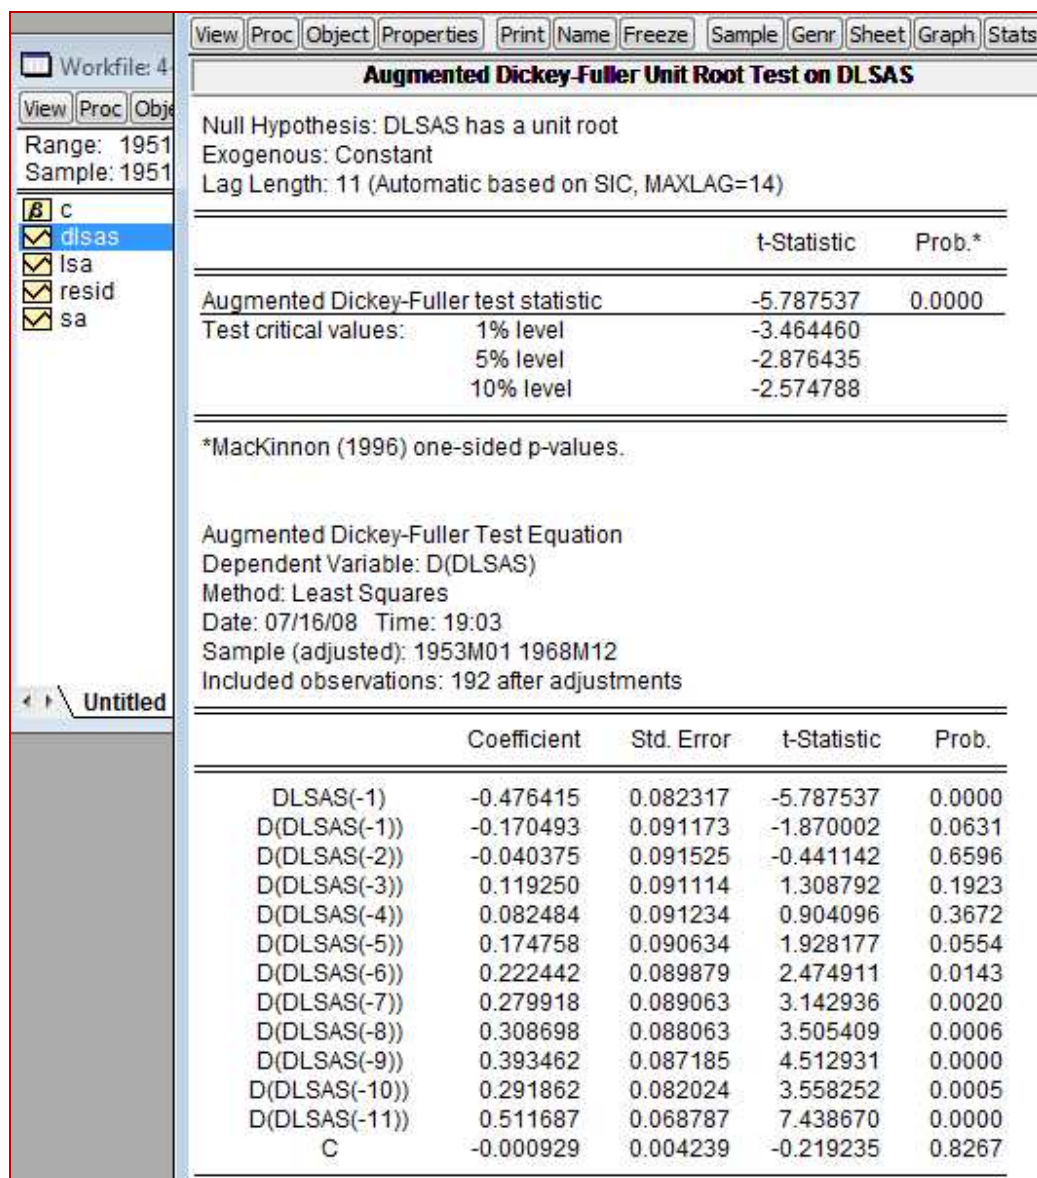 Workfile: 4-
View Proc Obje
Range: 1951
Sample: 1951
β c
dlsas
lsa
resid
sa
Untitled
View Proc Object Properties Print Name Freeze Sample Genr Sheet Graph Stats
Augmented Dickey-Fuller Unit Root Test on DLSAS
Null Hypothesis: DLSAS has a unit root
Exogenous: Constant
Lag Length: 11 (Automatic based on SIC, MAXLAG=14)
t-Statistic Prob.*
Augmented Dickey-Fuller test statistic -5.787537 0.0000
Test critical values: 1% level -3.464460
5% level -2.876435
10% level -2.574788
*MacKinnon (1996) one-sided p-values.
Augmented Dickey-Fuller Test Equation
Dependent Variable: D(DLSAS)
Method: Least Squares
Date: 07/16/08 Time: 19:03
Sample (adjusted): 1953M01 1968M12
Included observations: 192 after adjustments
Coefficient Std. Error t-Statistic Prob.
DLSAS(-1) -0.476415 0.082317 -5.787537 0.0000
D(DLSAS(-1)) -0.170493 0.091173 -1.870002 0.0631
D(DLSAS(-2)) -0.040375 0.091525 -0.441142 0.6596
D(DLSAS(-3)) 0.119250 0.091114 1.308792 0.1923
D(DLSAS(-4)) 0.082484 0.091234 0.904096 0.3672
D(DLSAS(-5)) 0.174758 0.090634 1.928177 0.0554
D(DLSAS(-6)) 0.222442 0.089879 2.474911 0.0143
D(DLSAS(-7)) 0.279918 0.089063 3.142936 0.0020
D(DLSAS(-8)) 0.308698 0.088063 3.505409 0.0006
D(DLSAS(-9)) 0.393462 0.087185 4.512931 0.0000
D(DLSAS(-10)) 0.291862 0.082024 3.558252 0.0005
D(DLSAS(-11)) 0.511687 0.068787 7.438670 0.0000
C -0.000929 0.004239 -0.219235 0.8267